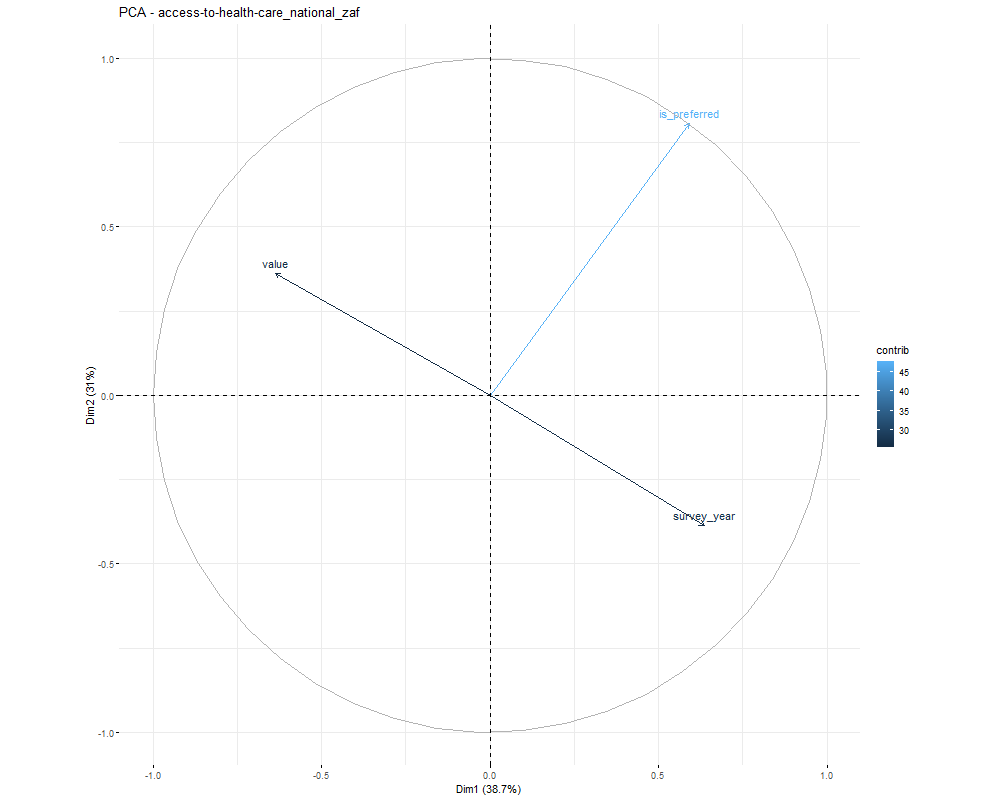 PCA - access-to-health-care_national_zaf
1.0
is_preferred
0.5
value
contrib
45
40
35
30
0.0
Dim2 (31%)
survey_year
-0.5
-1.0
-1.0
-0.5
0.0
0.5
1.0
Dim1 (38.7%)